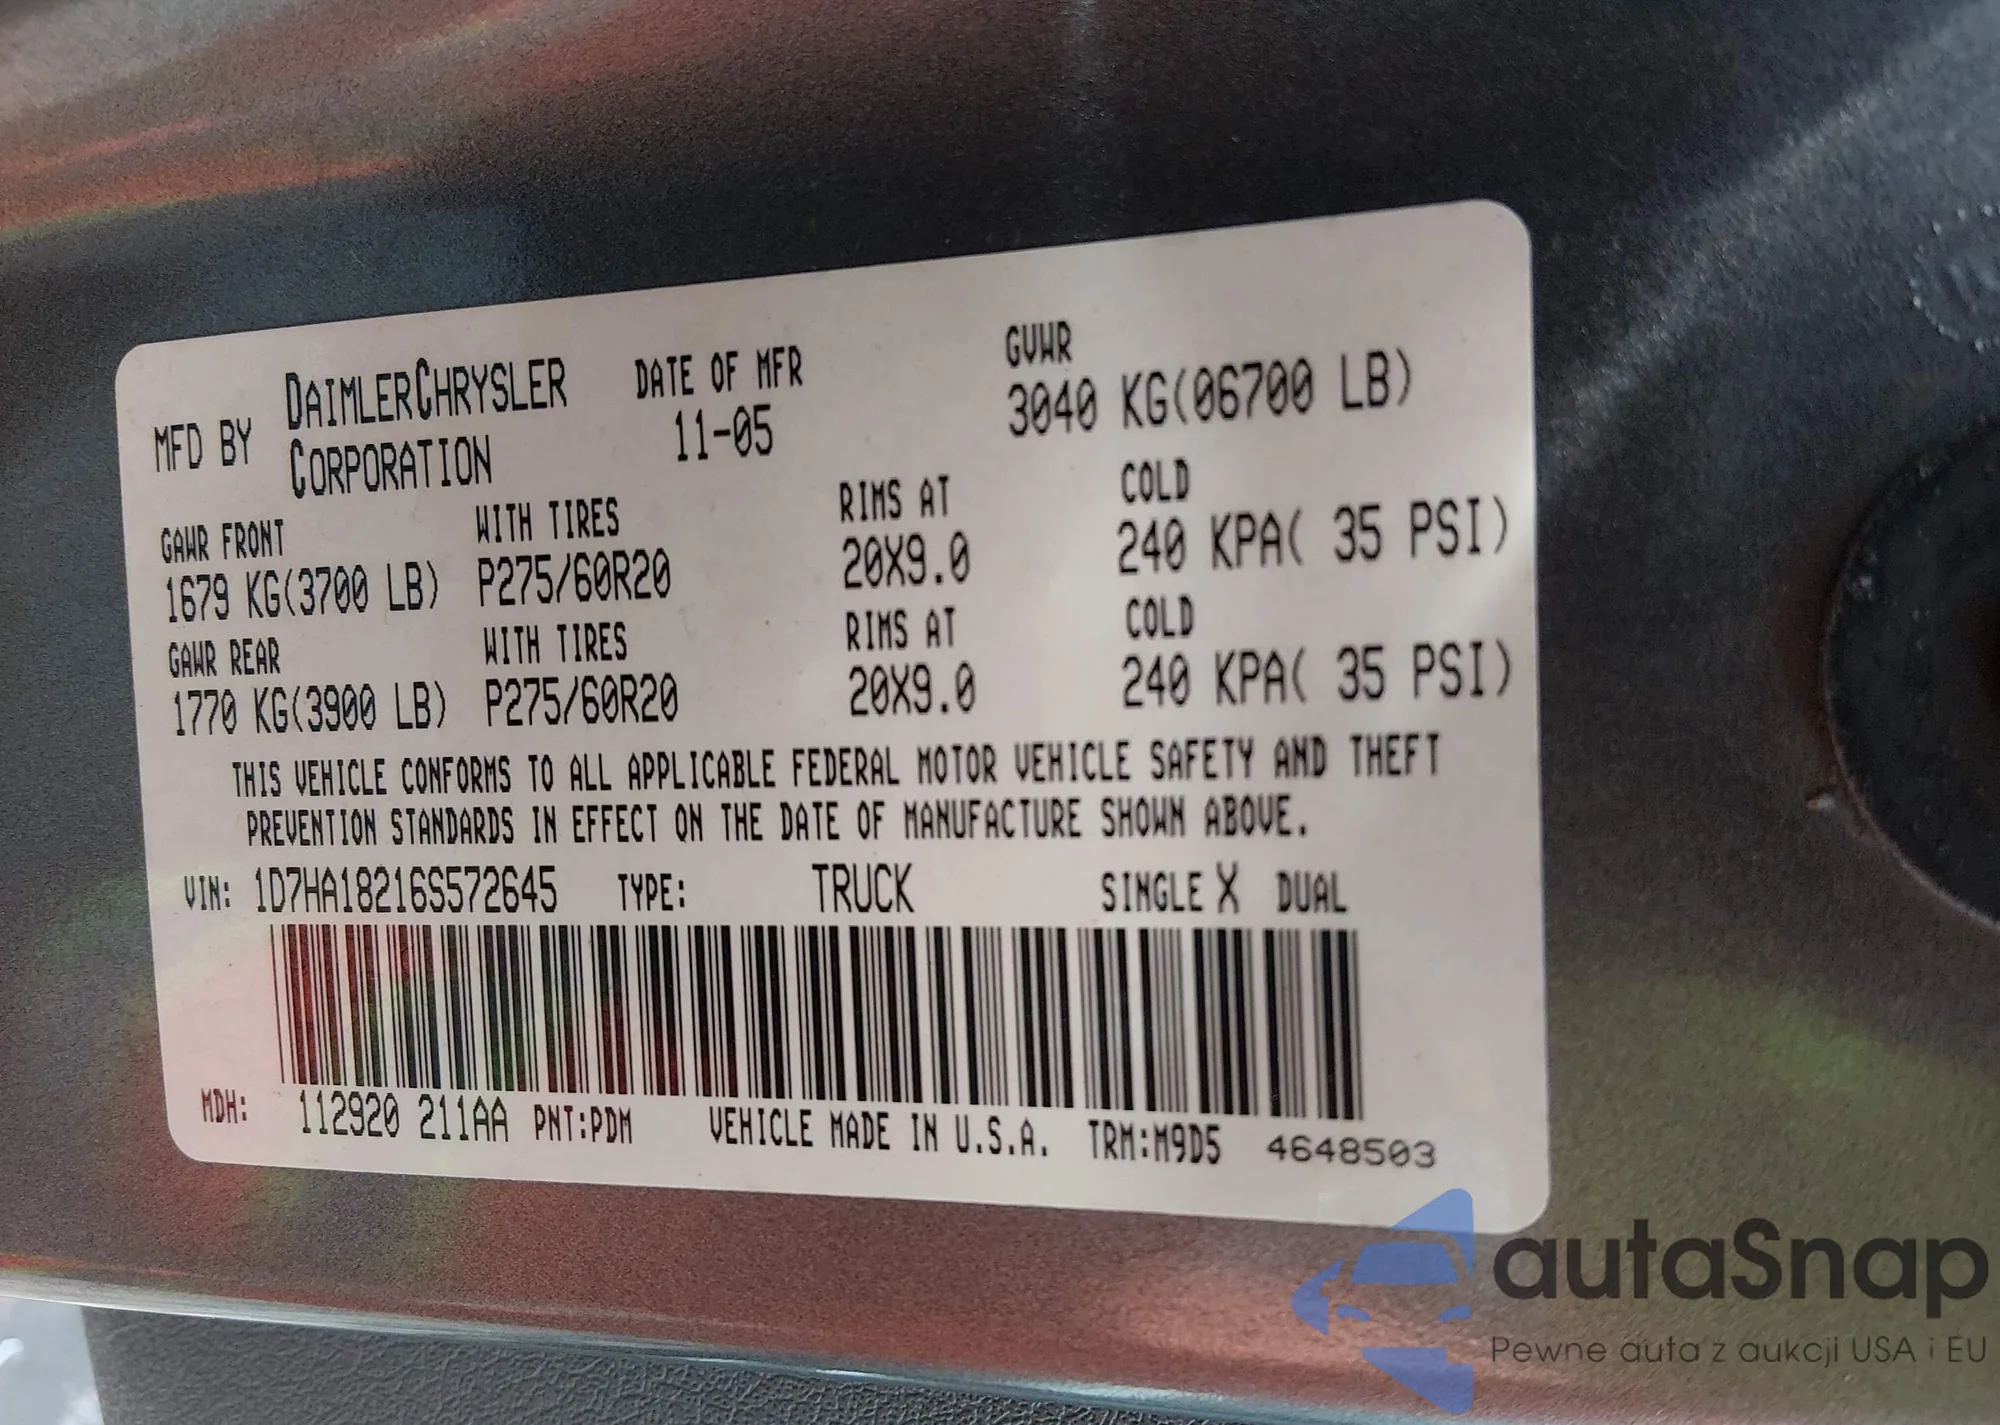 MFD BY DAIMLERCHRYSLER CORPORATION DATE OF MFR 11-05 GVWR 3040 KG(06700 LB)
GAWR FRONT WITH TIRES RIMS AT COLD
1679 KG(3700 LB) P275/60R20 20X9.0 240 KPA( 35 PSI)
GAWR REAR WITH TIRES RIMS AT COLD
1770 KG(3900 LB) P275/60R20 20X9.0 240 KPA( 35 PSI)
THIS VEHICLE CONFORMS TO ALL APPLICABLE FEDERAL MOTOR VEHICLE SAFETY AND THEFT
PREVENTION STANDARDS IN EFFECT ON THE DATE OF MANUFACTURE SHOWN ABOVE.
VIN: 1D7HA18216S572645 TYPE: TRUCK SINGLE X DUAL
MDH: 112920 211AA PNT:PDM VEHICLE MADE IN U.S.A. TRM:M9D5 4648503
autaSnap
Pewne auta z aukcji USA i EU